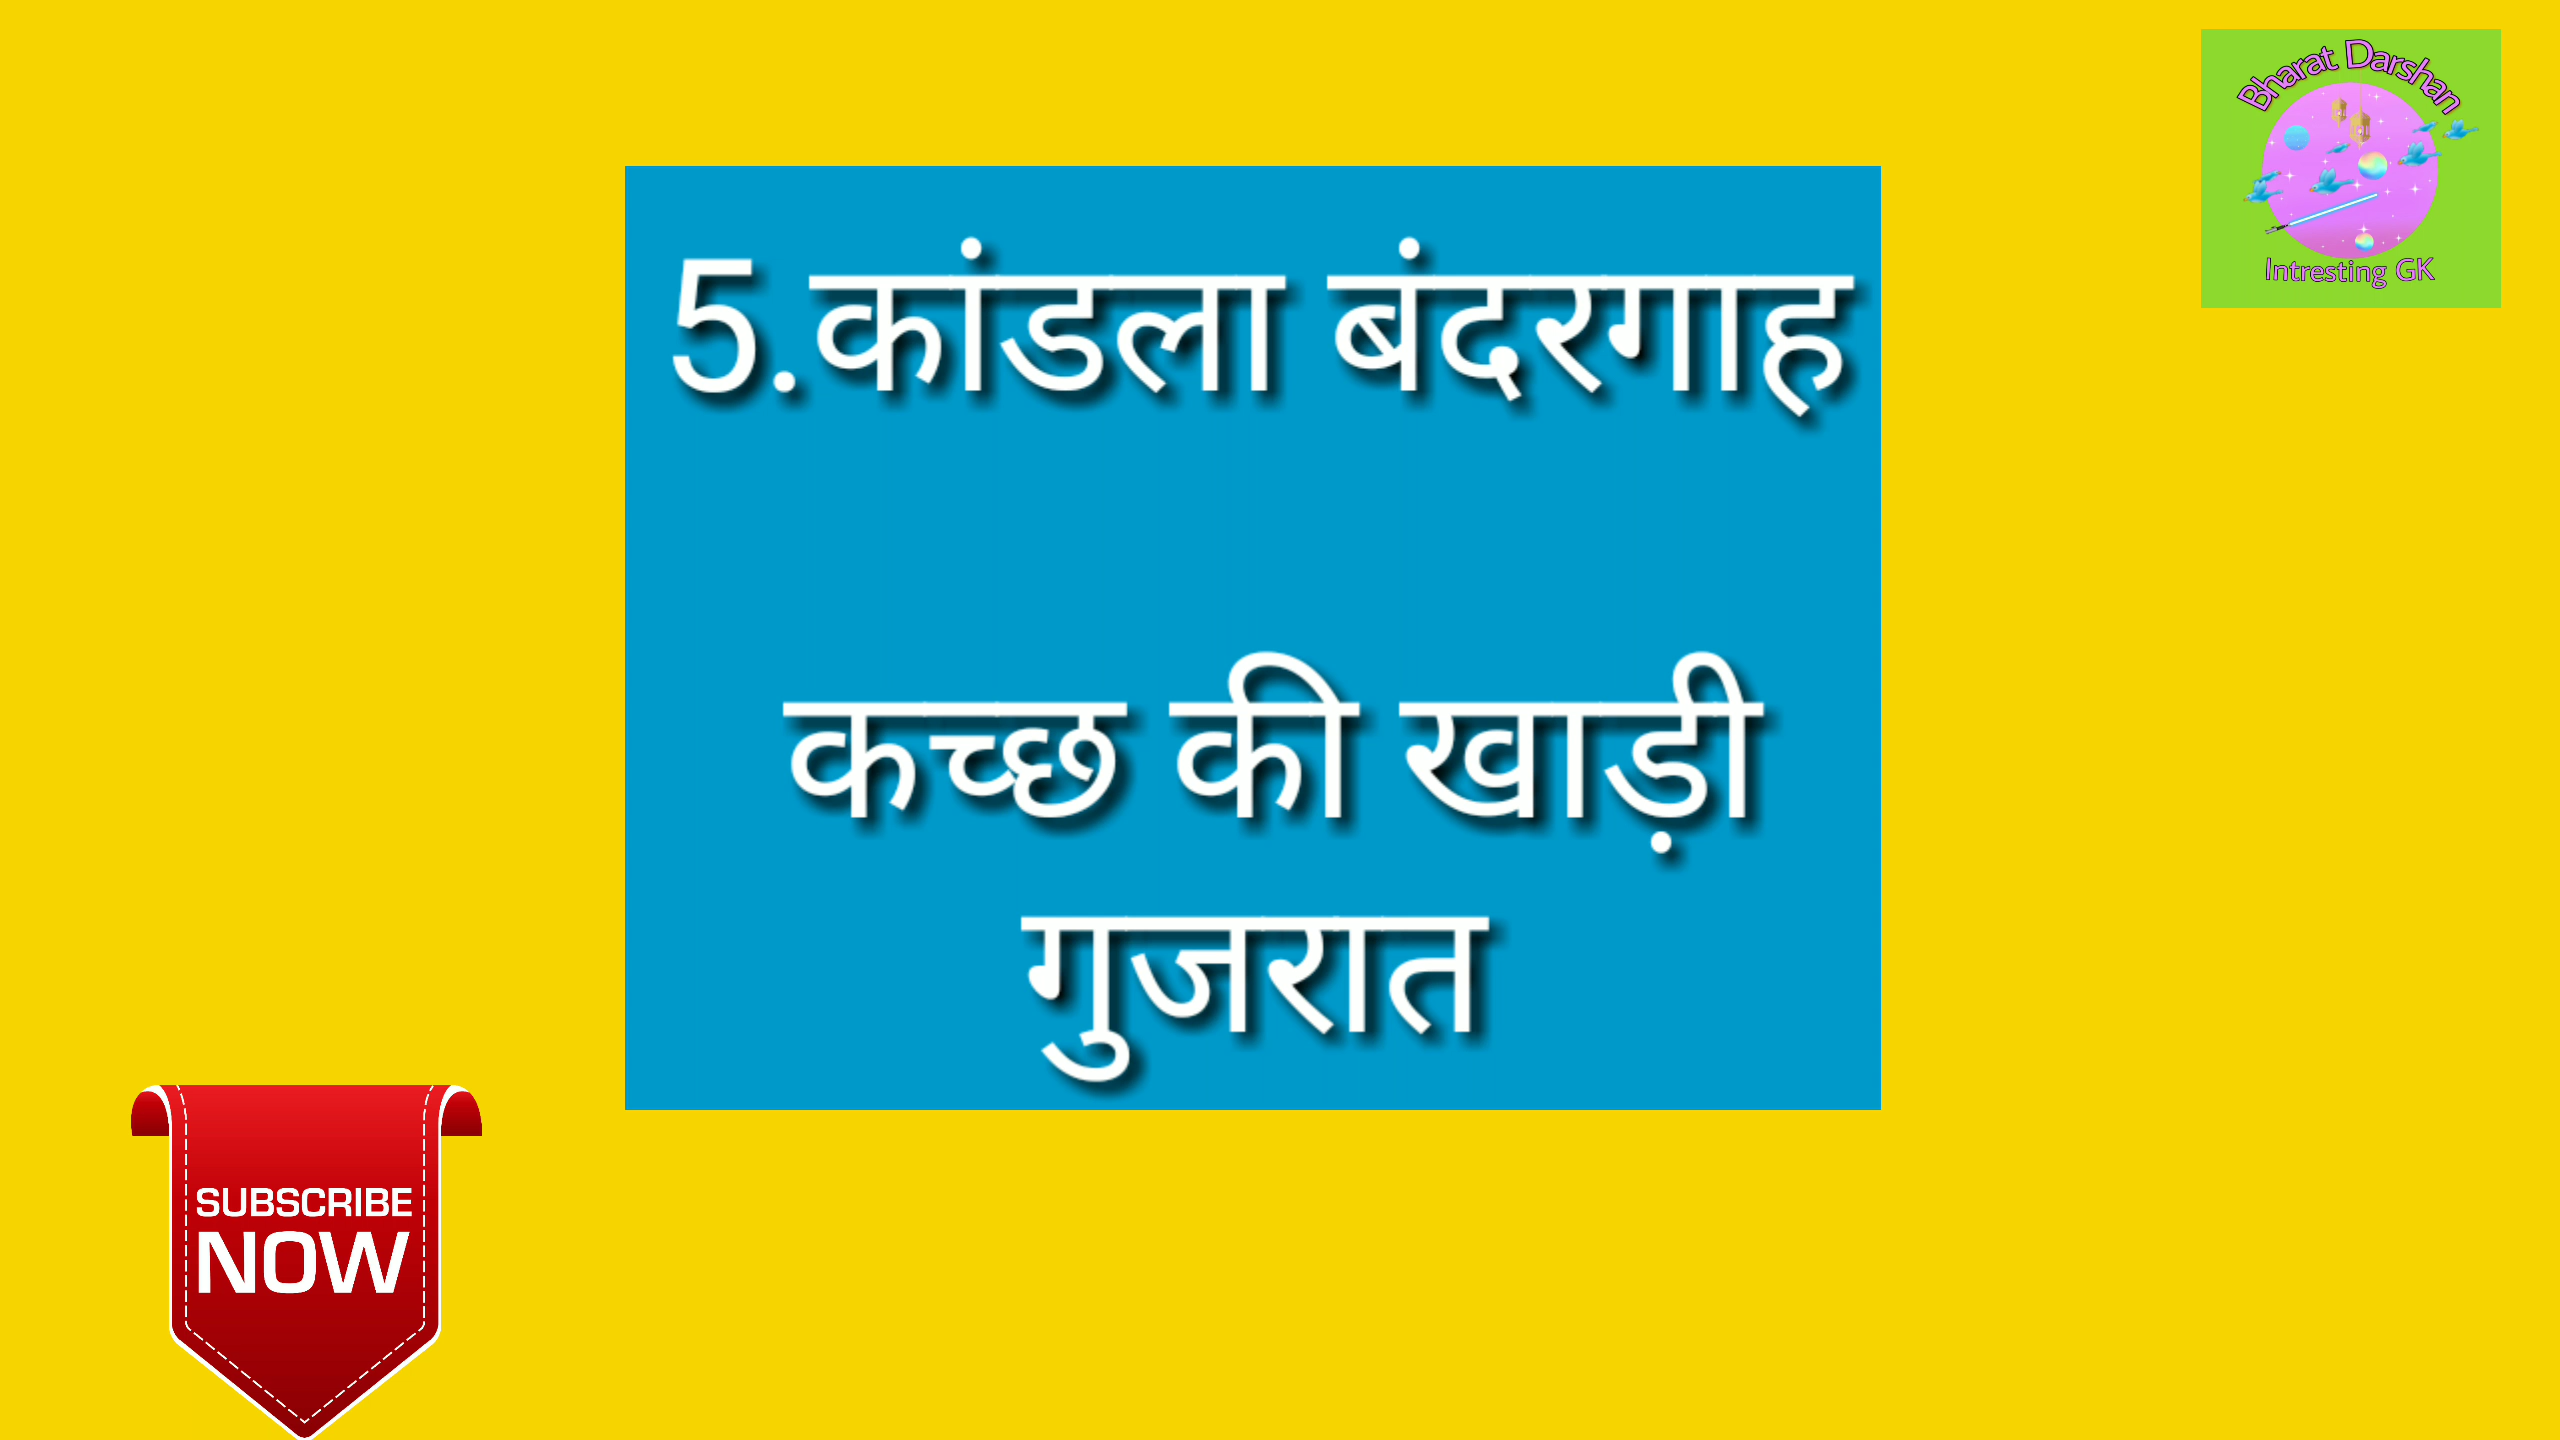 Bharat Darshan
Intresting GK
5.कांडला बंदरगाह
कच्छ की खाड़ी
गुजरात
SUBSCRIBE
NOW